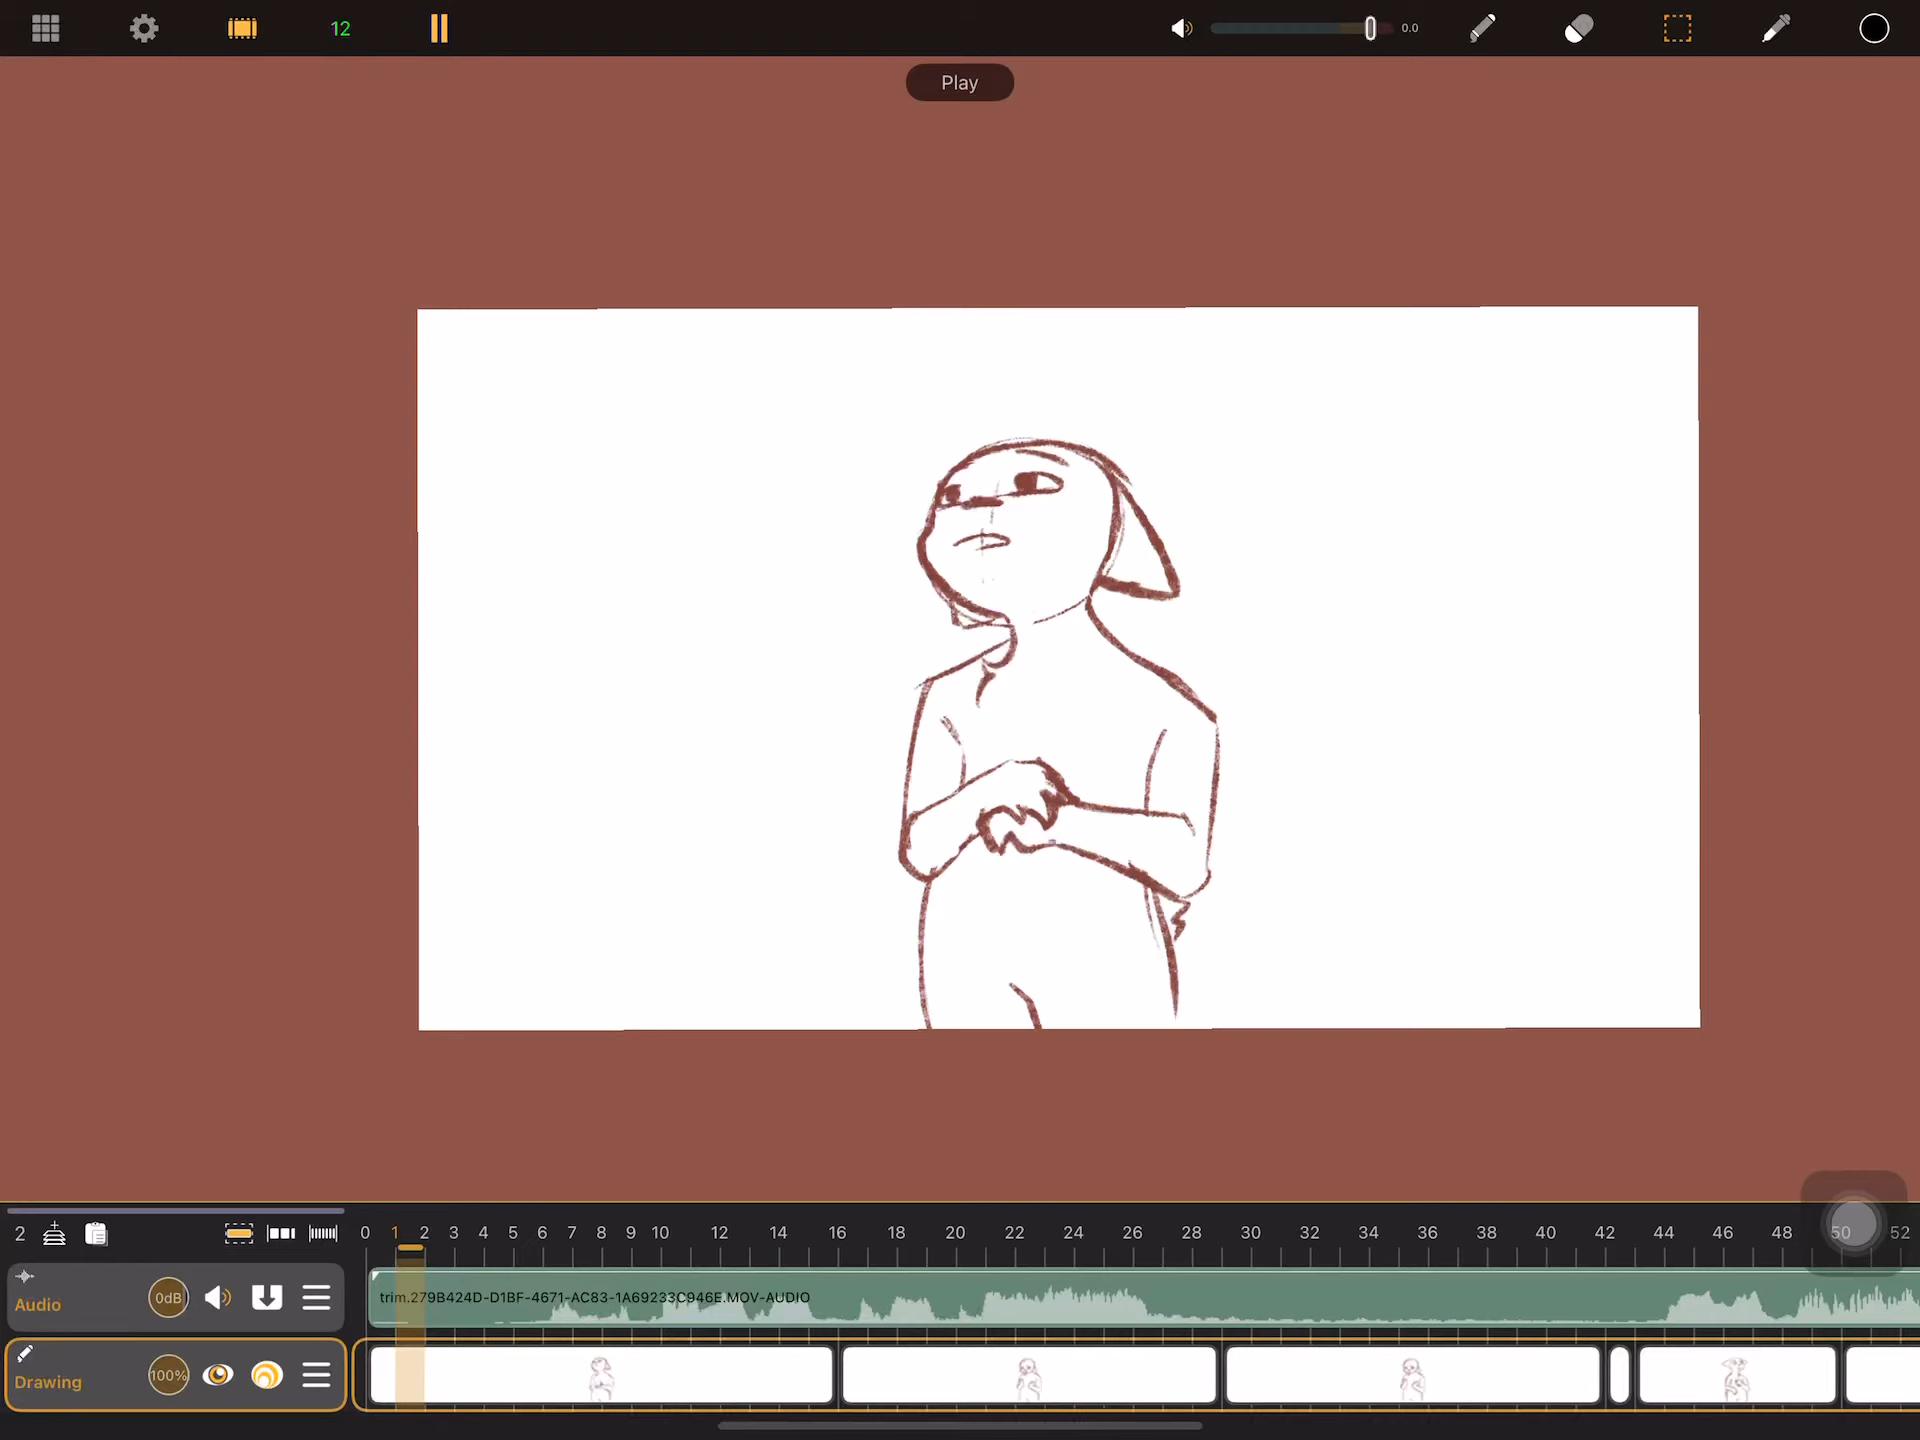 12
0.0
Play
2
0 1 2 3 4 5 6 7 8 9 10 12 14 16 18 20 22 24 26 28 30 32 34 36 38 40 42 44 46 48 50 52
Audio
0dB
trim.279B424D-D1BF-4671-AC83-1A69233C946E.MOV-AUDIO
Drawing
100%